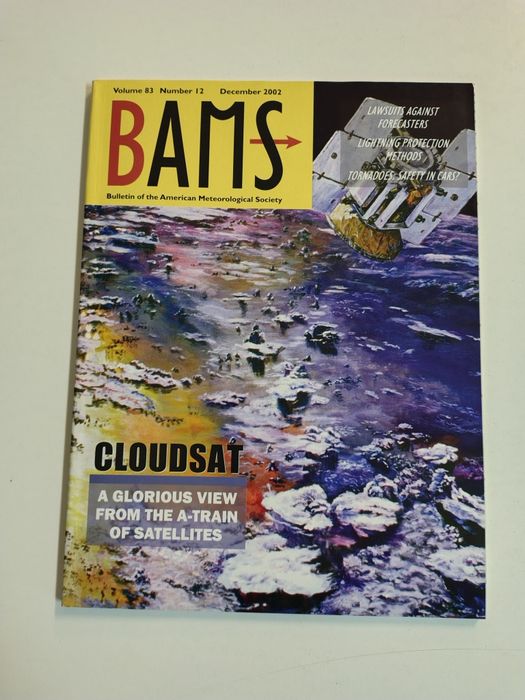 Volume 83 Number 12 December 2002
BAMS
Bulletin of the American Meteorological Society
LAWSUITS AGAINST
FORECASTERS
LIGHTNING PROTECTION
METHODS
TORNADOES: SAFETY IN CARS?
CLOUDSAT
A GLORIOUS VIEW
FROM THE A-TRAIN
OF SATELLITES